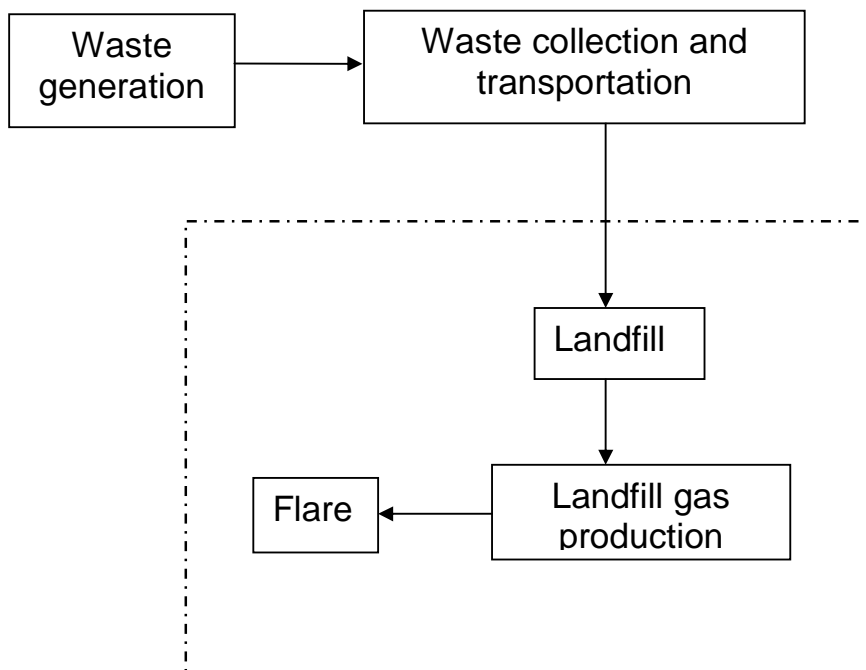 Waste
generation
Waste collection and
transportation
Landfill
Landfill gas
production
Flare